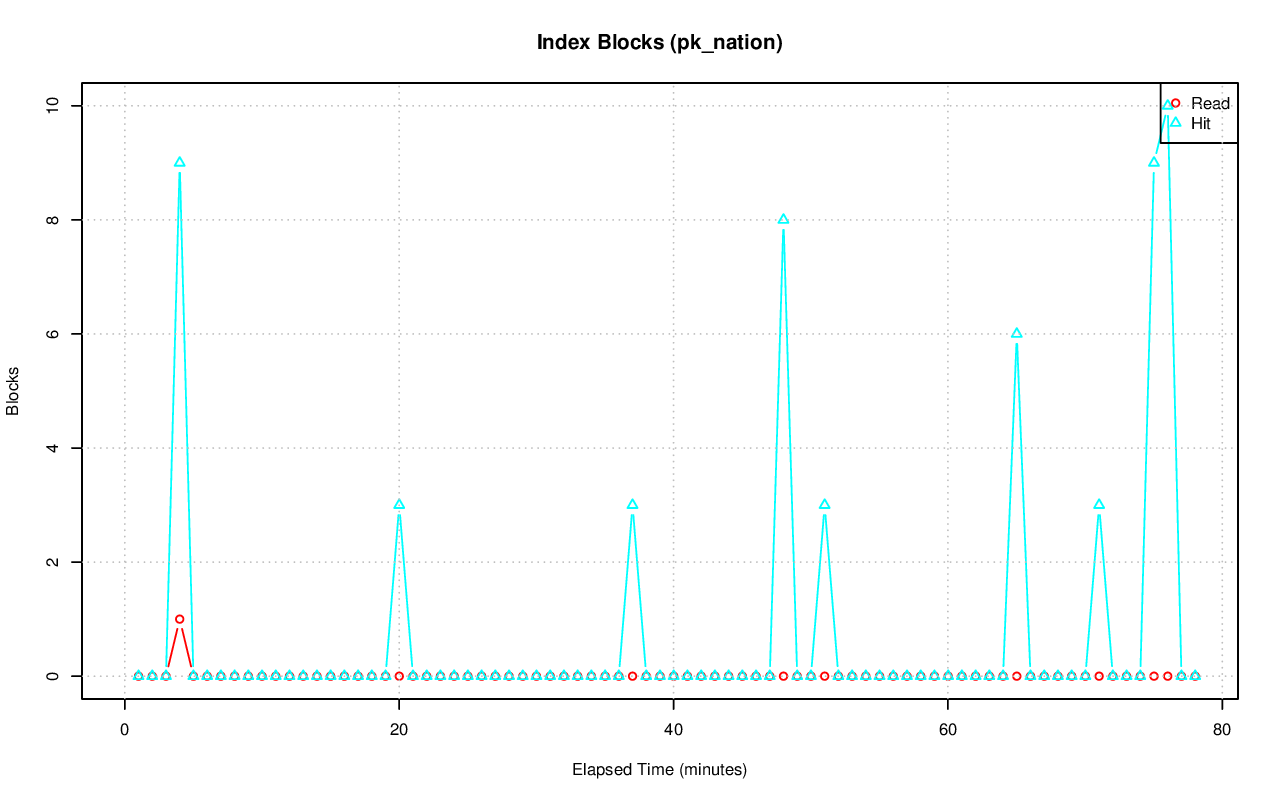 Index Blocks (pk_nation)
Read
Hit
10
8
6
4
2
0
Blocks
0 20 40 60 80
Elapsed Time (minutes)